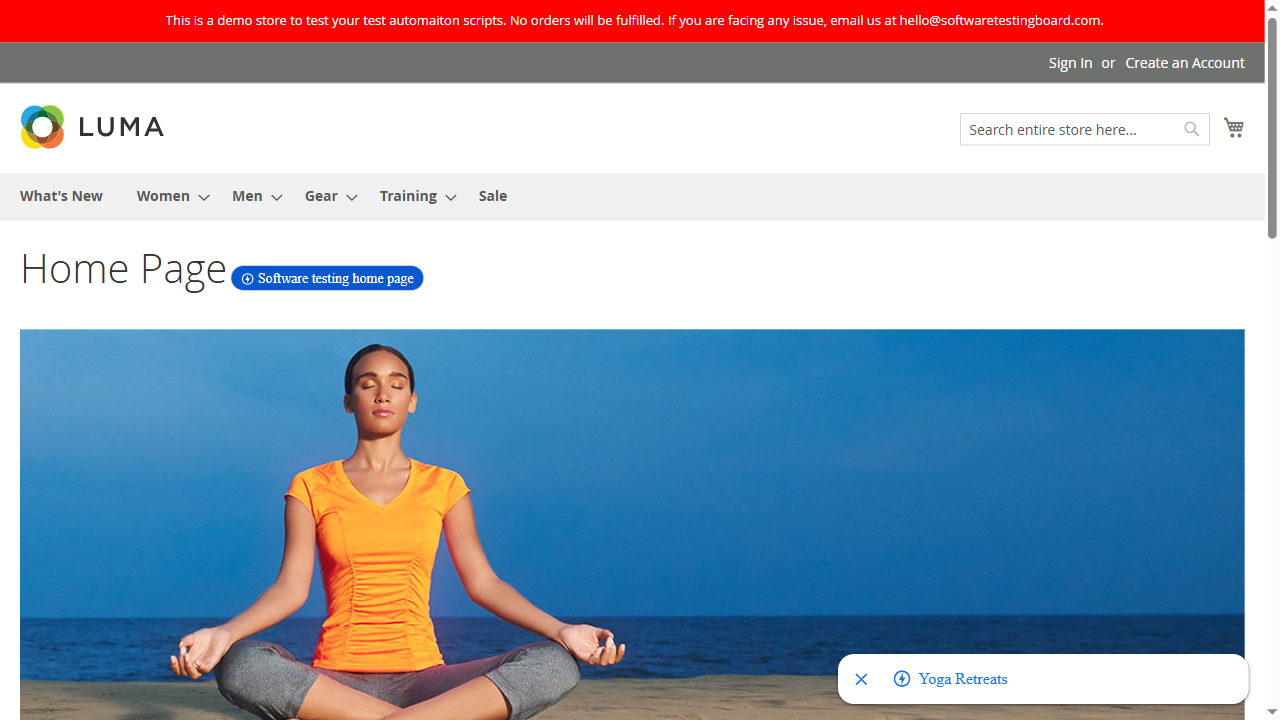 This is a demo store to test your test automaiton scripts. No orders will be fulfilled. If you are facing any issue, email us at hello@softwaretestingboard.com.
Sign In or Create an Account
LUMA
Search entire store here...
What's New Women Men Gear Training Sale
Home Page
Software testing home page
Yoga Retreats